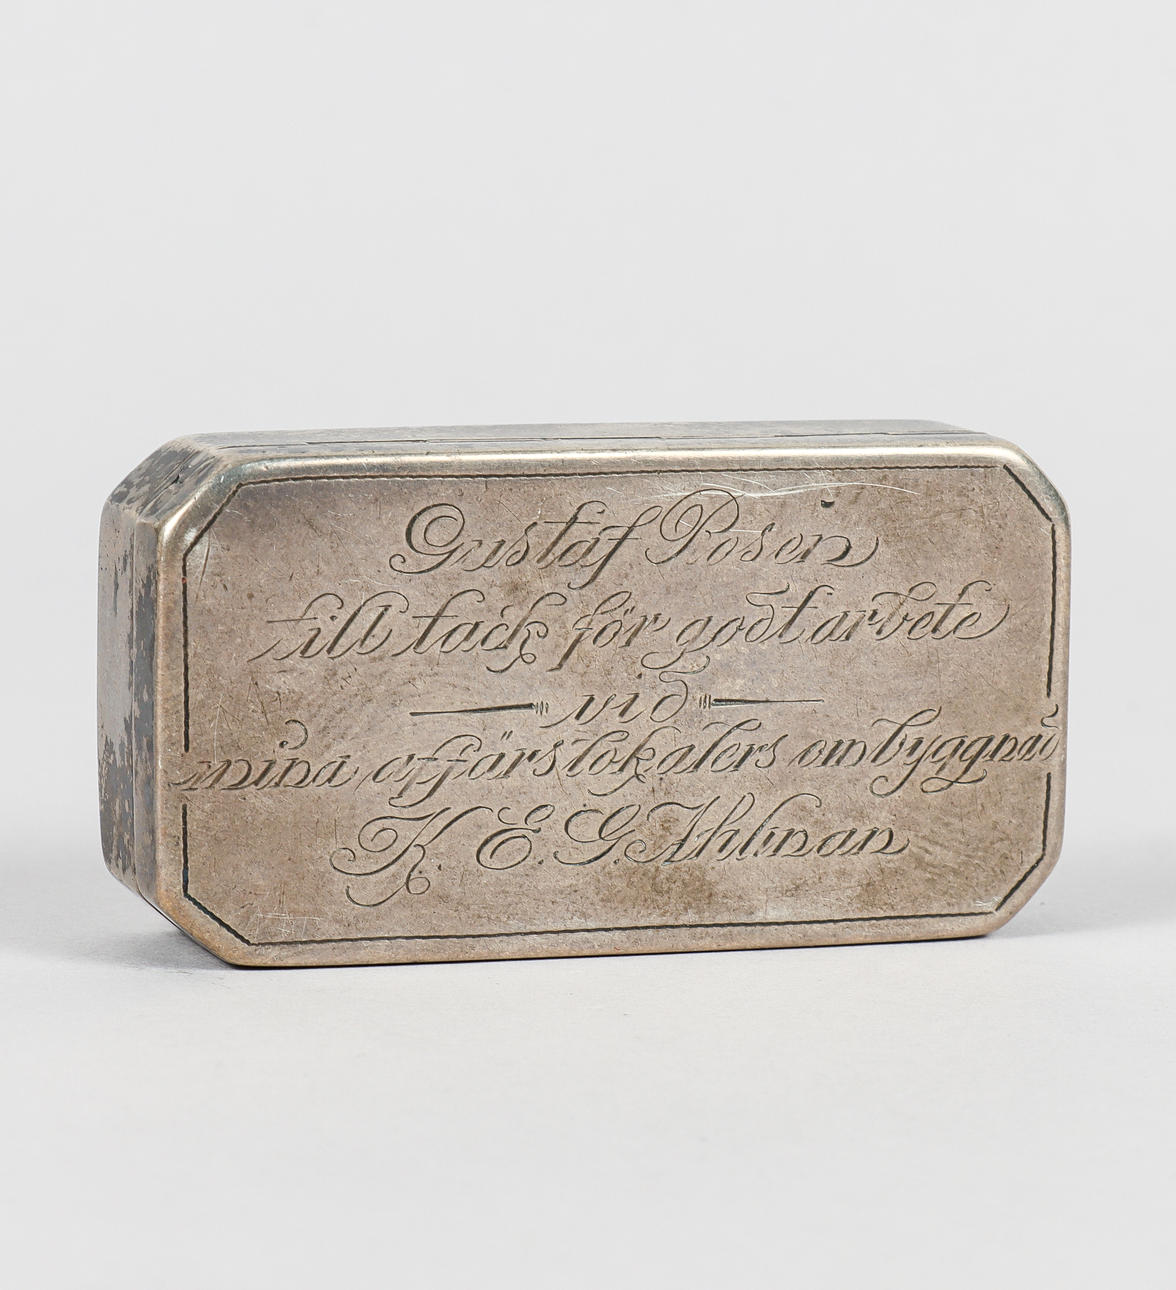 Gustaf Rosen
till tack för godt arbete
vid
mina affärslokalers ombyggnad
K. E. G. Ahlman